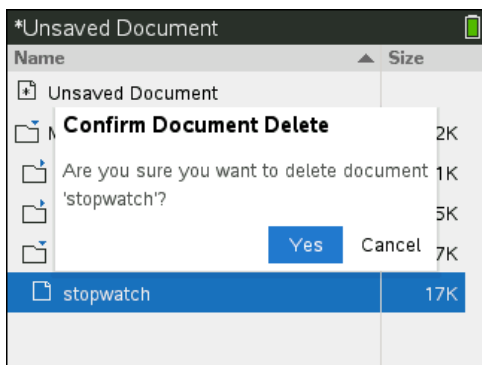 *Unsaved Document
Name Size
Unsaved Document
Confirm Document Delete
2K
Are you sure you want to delete document
1K
'stopwatch'?
5K
Yes Cancel
7K
stopwatch 17K